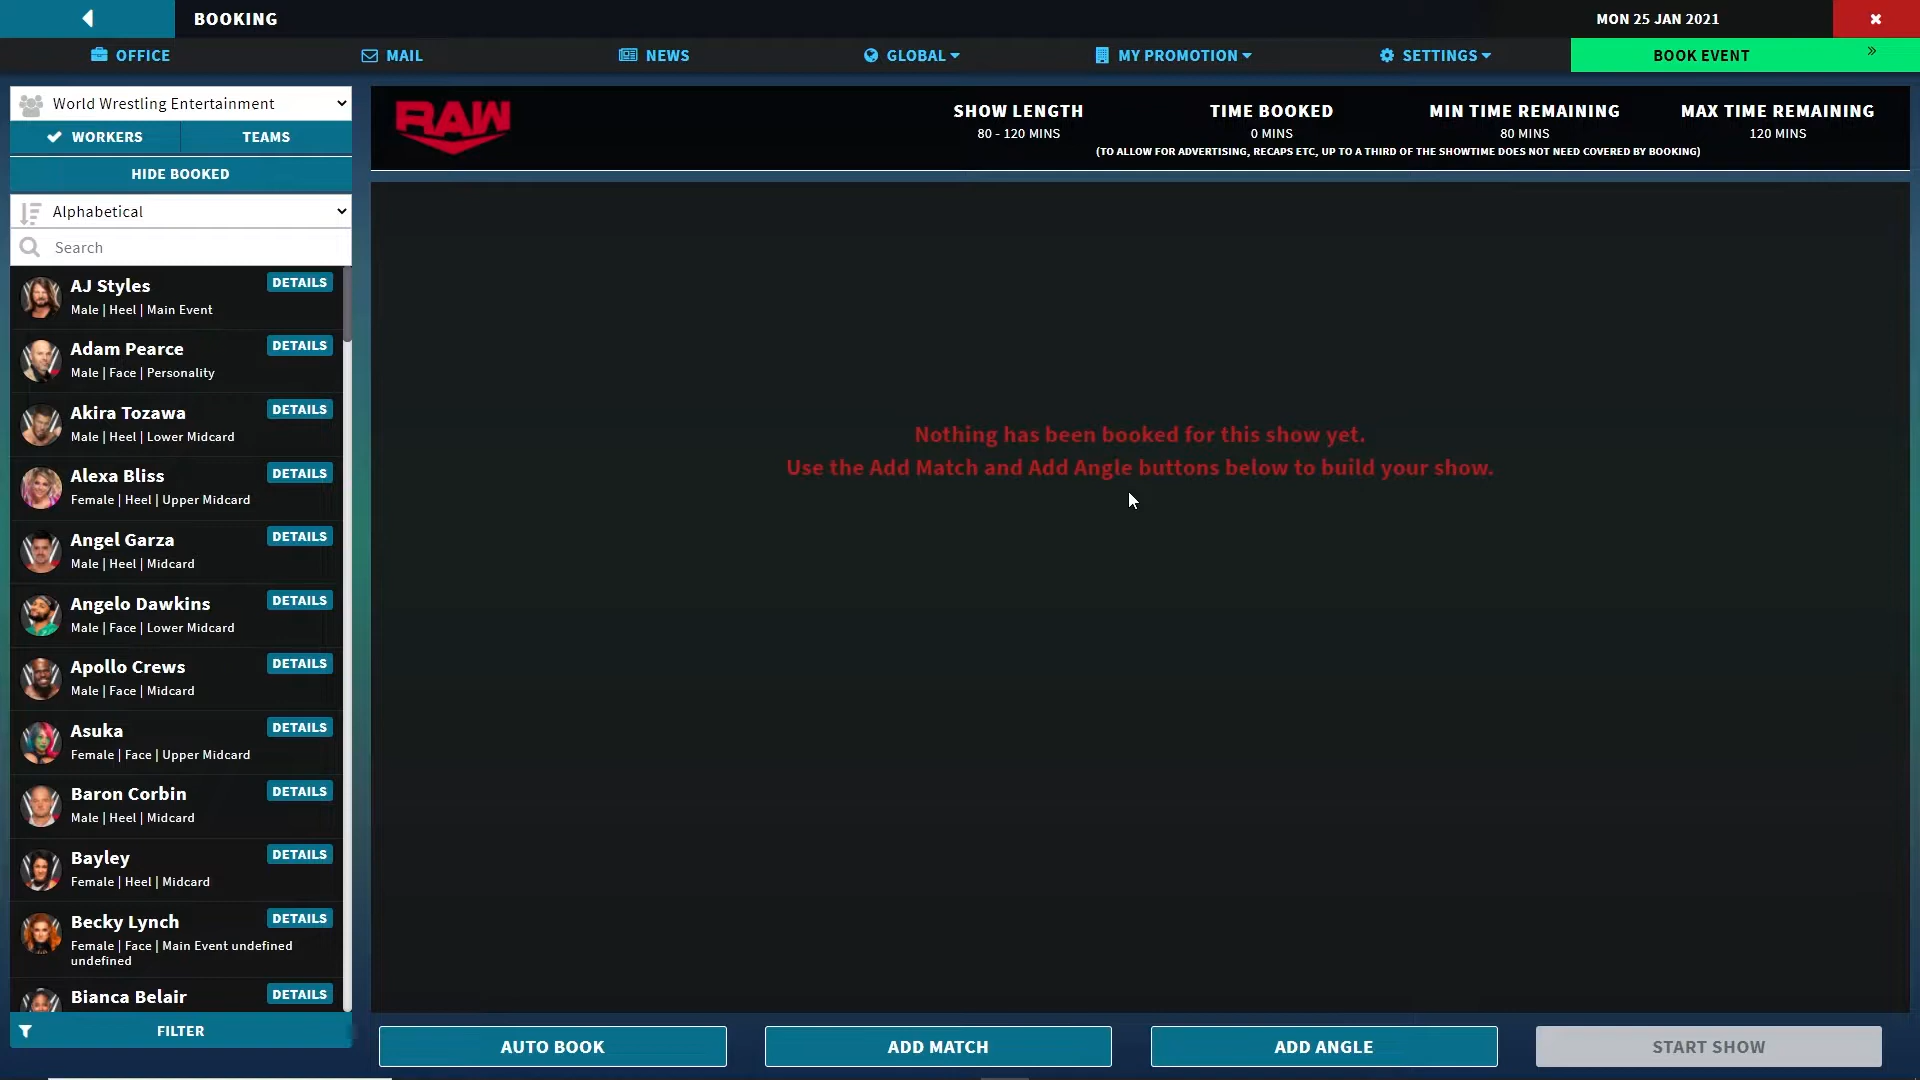 BOOKING
MON 25 JAN 2021
OFFICE
MAIL
NEWS
GLOBAL
MY PROMOTION
SETTINGS
BOOK EVENT
World Wrestling Entertainment
WORKERS
TEAMS
HIDE BOOKED
Alphabetical
Search
AJ Styles
DETAILS
Male | Heel | Main Event
Adam Pearce
DETAILS
Male | Face | Personality
Akira Tozawa
DETAILS
Male | Heel | Lower Midcard
Alexa Bliss
DETAILS
Female | Heel | Upper Midcard
Angel Garza
DETAILS
Male | Heel | Midcard
Angelo Dawkins
DETAILS
Male | Face | Lower Midcard
Apollo Crews
DETAILS
Male | Face | Midcard
Asuka
DETAILS
Female | Face | Upper Midcard
Baron Corbin
DETAILS
Male | Heel | Midcard
Bayley
DETAILS
Female | Heel | Midcard
Becky Lynch
DETAILS
Female | Face | Main Event undefined
undefined
Bianca Belair
DETAILS
FILTER
RAW
SHOW LENGTH
80 - 120 MINS
TIME BOOKED
0 MINS
MIN TIME REMAINING
80 MINS
MAX TIME REMAINING
120 MINS
(TO ALLOW FOR ADVERTISING, RECAPS ETC, UP TO A THIRD OF THE SHOWTIME DOES NOT NEED COVERED BY BOOKING)
Nothing has been booked for this show yet.
Use the Add Match and Add Angle buttons below to build your show.
AUTO BOOK
ADD MATCH
ADD ANGLE
START SHOW